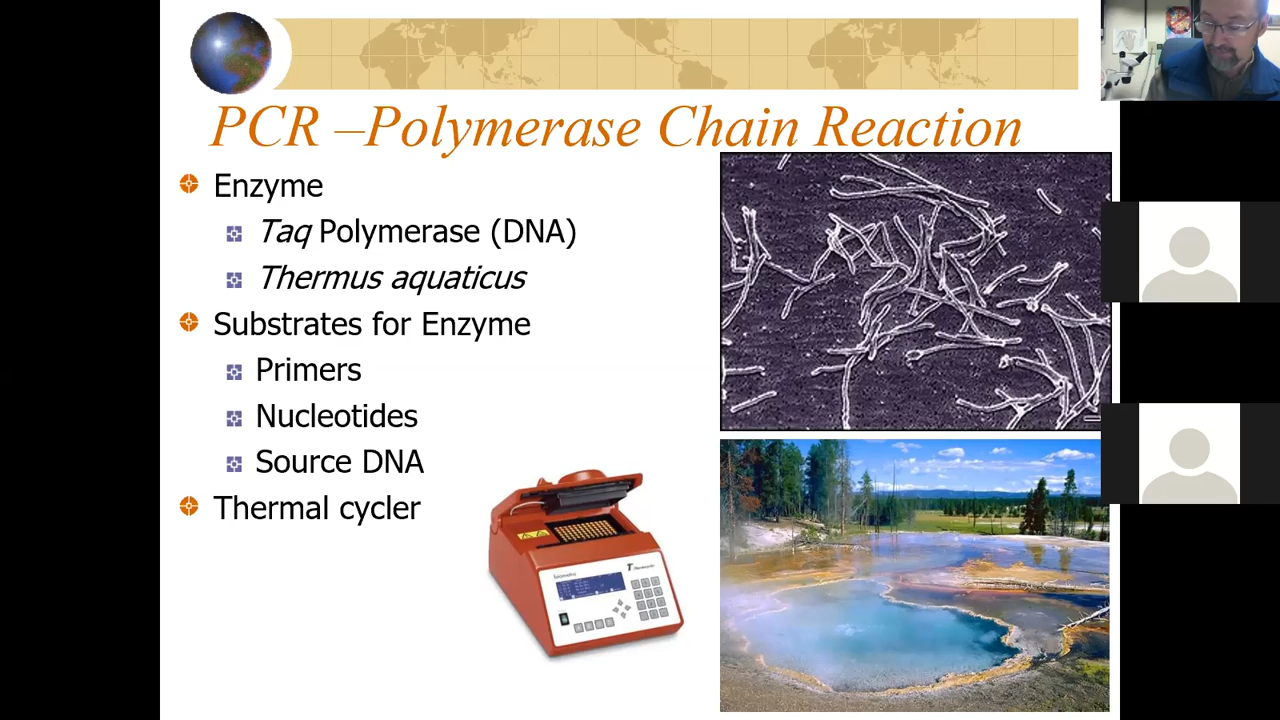 PCR –Polymerase Chain Reaction
Enzyme
Taq Polymerase (DNA)
Thermus aquaticus
Substrates for Enzyme
Primers
Nucleotides
Source DNA
Thermal cycler